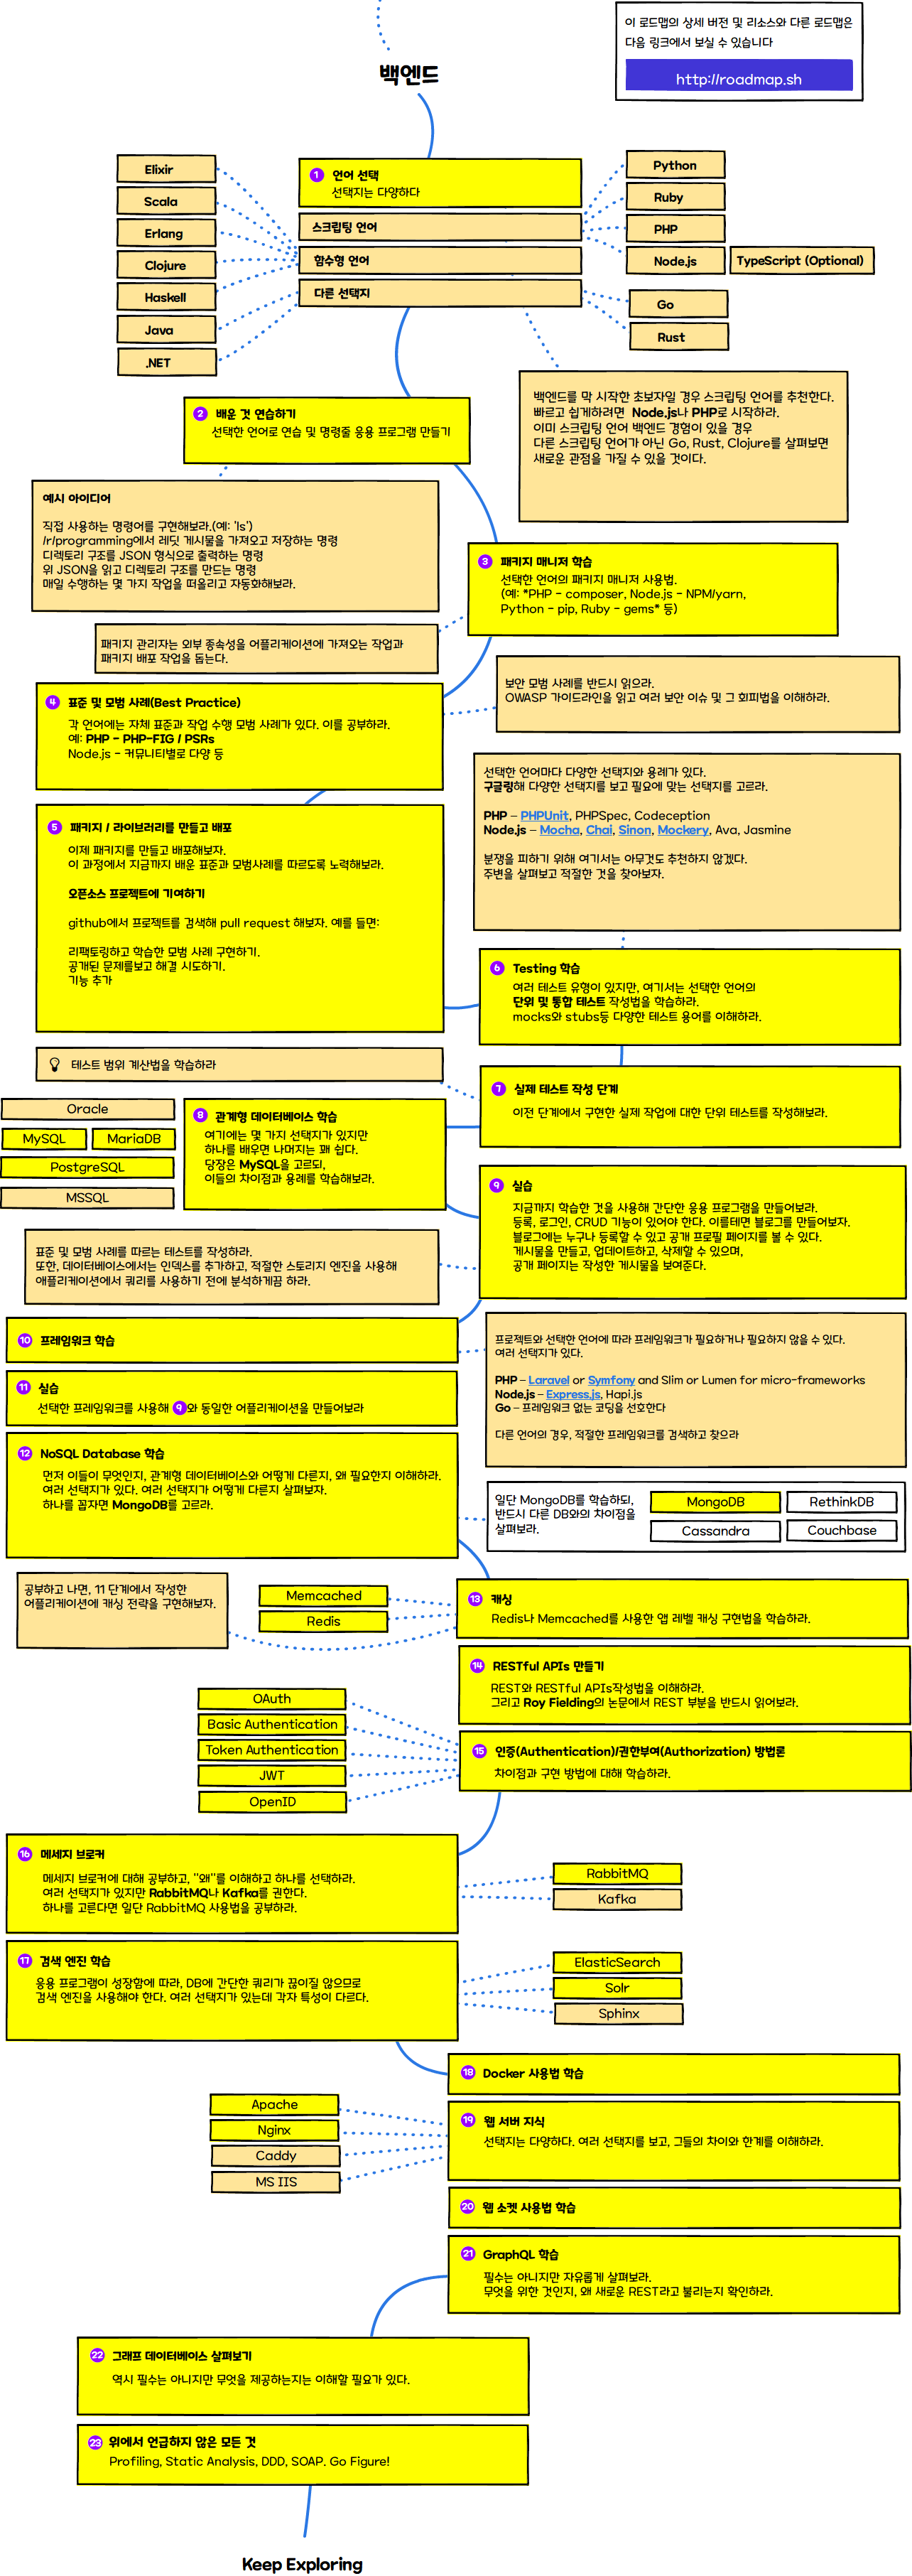 이 로드맵의 상세 버전 및 리소스와 다른 로드맵은
다음 링크에서 보실 수 있습니다
http://roadmap.sh
백엔드
1 언어 선택
선택지는 다양하다
스크립팅 언어
함수형 언어
다른 선택지
Elixir
Scala
Erlang
Clojure
Haskell
Java
.NET
Python
Ruby
PHP
Node.js
TypeScript (Optional)
Go
Rust
백엔드를 막 시작한 초보자일 경우 스크립팅 언어를 추천한다.
빠르고 쉽게하려면 Node.js나 PHP로 시작하라.
이미 스크립팅 언어 백엔드 경험이 있을 경우
다른 스크립팅 언어가 아닌 Go, Rust, Clojure를 살펴보면
새로운 관점을 가질 수 있을 것이다.
2 배운 것 연습하기
선택한 언어로 연습 및 명령줄 응용 프로그램 만들기
예시 아이디어
직접 사용하는 명령어를 구현해보라.(예: 'ls')
/r/programming에서 레딧 게시물을 가져오고 저장하는 명령
디렉토리 구조를 JSON 형식으로 출력하는 명령
위 JSON을 읽고 디렉토리 구조를 만드는 명령
매일 수행하는 몇 가지 작업을 떠올리고 자동화해보라.
3 패키지 매니저 학습
선택한 언어의 패키지 매니저 사용법.
(예: *PHP - composer, Node.js - NPM/yarn,
Python - pip, Ruby - gems* 등)
패키지 관리자는 외부 종속성을 어플리케이션에 가져오는 작업과
패키지 배포 작업을 돕는다.
보안 모범 사례를 반드시 읽으라.
OWASP 가이드라인을 읽고 여러 보안 이슈 및 그 회피법을 이해하라.
4 표준 및 모범 사례(Best Practice)
각 언어에는 자체 표준과 작업 수행 모범 사례가 있다. 이를 공부하라.
예: PHP - PHP-FIG / PSRs
Node.js - 커뮤니티별로 다양 등
선택한 언어마다 다양한 선택지와 용례가 있다.
구글링해 다양한 선택지를 보고 필요에 맞는 선택지를 고르라.
PHP – PHPUnit, PHPSpec, Codeception
Node.js – Mocha, Chai, Sinon, Mockery, Ava, Jasmine
분쟁을 피하기 위해 여기서는 아무것도 추천하지 않겠다.
주변을 살펴보고 적절한 것을 찾아보자.
5 패키지 / 라이브러리를 만들고 배포
이제 패키지를 만들고 배포해보자.
이 과정에서 지금까지 배운 표준과 모범사례를 따르도록 노력해보라.
오픈소스 프로젝트에 기여하기
github에서 프로젝트를 검색해 pull request 해보자. 예를 들면:
리팩토링하고 학습한 모범 사례 구현하기.
공개된 문제를보고 해결 시도하기.
기능 추가
6 Testing 학습
여러 테스트 유형이 있지만, 여기서는 선택한 언어의
단위 및 통합 테스트 작성법을 학습하라.
mocks와 stubs등 다양한 테스트 용어를 이해하라.
테스트 범위 계산법을 학습하라
7 실제 테스트 작성 단계
이전 단계에서 구현한 실제 작업에 대한 단위 테스트를 작성해보라.
Oracle
MySQL
MariaDB
PostgreSQL
MSSQL
8 관계형 데이터베이스 학습
여기에는 몇 가지 선택지가 있지만
하나를 배우면 나머지는 꽤 쉽다.
당장은 MySQL을 고르되,
이들의 차이점과 용례를 학습해보라.
9 실습
지금까지 학습한 것을 사용해 간단한 응용 프로그램을 만들어보라.
등록, 로그인, CRUD 기능이 있어야 한다. 이를테면 블로그를 만들어보자.
블로그에는 누구나 등록할 수 있고 공개 프로필 페이지를 볼 수 있다.
게시물을 만들고, 업데이트하고, 삭제할 수 있으며,
공개 페이지는 작성한 게시물을 보여준다.
표준 및 모범 사례를 따르는 테스트를 작성하라.
또한, 데이터베이스에서는 인덱스를 추가하고, 적절한 스토리지 엔진을 사용해
애플리케이션에서 쿼리를 사용하기 전에 분석하게끔 하라.
10 프레임워크 학습
프로젝트와 선택한 언어에 따라 프레임워크가 필요하거나 필요하지 않을 수 있다.
여러 선택지가 있다.
PHP – Laravel or Symfony and Slim or Lumen for micro-frameworks
Node.js – Express.js, Hapi.js
Go – 프레임워크 없는 코딩을 선호한다
다른 언어의 경우, 적절한 프레임워크를 검색하고 찾으라
11 실습
선택한 프레임워크를 사용해 9와 동일한 어플리케이션을 만들어보라
12 NoSQL Database 학습
먼저 이들이 무엇인지, 관계형 데이터베이스와 어떻게 다른지, 왜 필요한지 이해하라.
여러 선택지가 있다. 여러 선택지가 어떻게 다른지 살펴보자.
하나를 꼽자면 MongoDB를 고르라.
일단 MongoDB를 학습하되,
반드시 다른 DB와의 차이점을
살펴보라.
MongoDB
RethinkDB
Cassandra
Couchbase
공부하고 나면, 11 단계에서 작성한
어플리케이션에 캐싱 전략을 구현해보자.
Memcached
Redis
13 캐싱
Redis나 Memcached를 사용한 앱 레벨 캐싱 구현법을 학습하라.
14 RESTful APIs 만들기
REST와 RESTful APIs작성법을 이해하라.
그리고 Roy Fielding의 논문에서 REST 부분을 반드시 읽어보라.
OAuth
Basic Authentication
Token Authentication
JWT
OpenID
15 인증(Authentication)/권한부여(Authorization) 방법론
차이점과 구현 방법에 대해 학습하라.
16 메세지 브로커
메세지 브로커에 대해 공부하고, "왜"를 이해하고 하나를 선택하라.
여러 선택지가 있지만 RabbitMQ나 Kafka를 권한다.
하나를 고른다면 일단 RabbitMQ 사용법을 공부하라.
RabbitMQ
Kafka
17 검색 엔진 학습
응용 프로그램이 성장함에 따라, DB에 간단한 쿼리가 끊이질 않으므로
검색 엔진을 사용해야 한다. 여러 선택지가 있는데 각자 특성이 다르다.
ElasticSearch
Solr
Sphinx
18 Docker 사용법 학습
Apache
Nginx
Caddy
MS IIS
19 웹 서버 지식
선택지는 다양하다. 여러 선택지를 보고, 그들의 차이와 한계를 이해하라.
20 웹 소켓 사용법 학습
21 GraphQL 학습
필수는 아니지만 자유롭게 살펴보라.
무엇을 위한 것인지, 왜 새로운 REST라고 불리는지 확인하라.
22 그래프 데이터베이스 살펴보기
역시 필수는 아니지만 무엇을 제공하는지는 이해할 필요가 있다.
23 위에서 언급하지 않은 모든 것
Profiling, Static Analysis, DDD, SOAP. Go Figure!
Keep Exploring